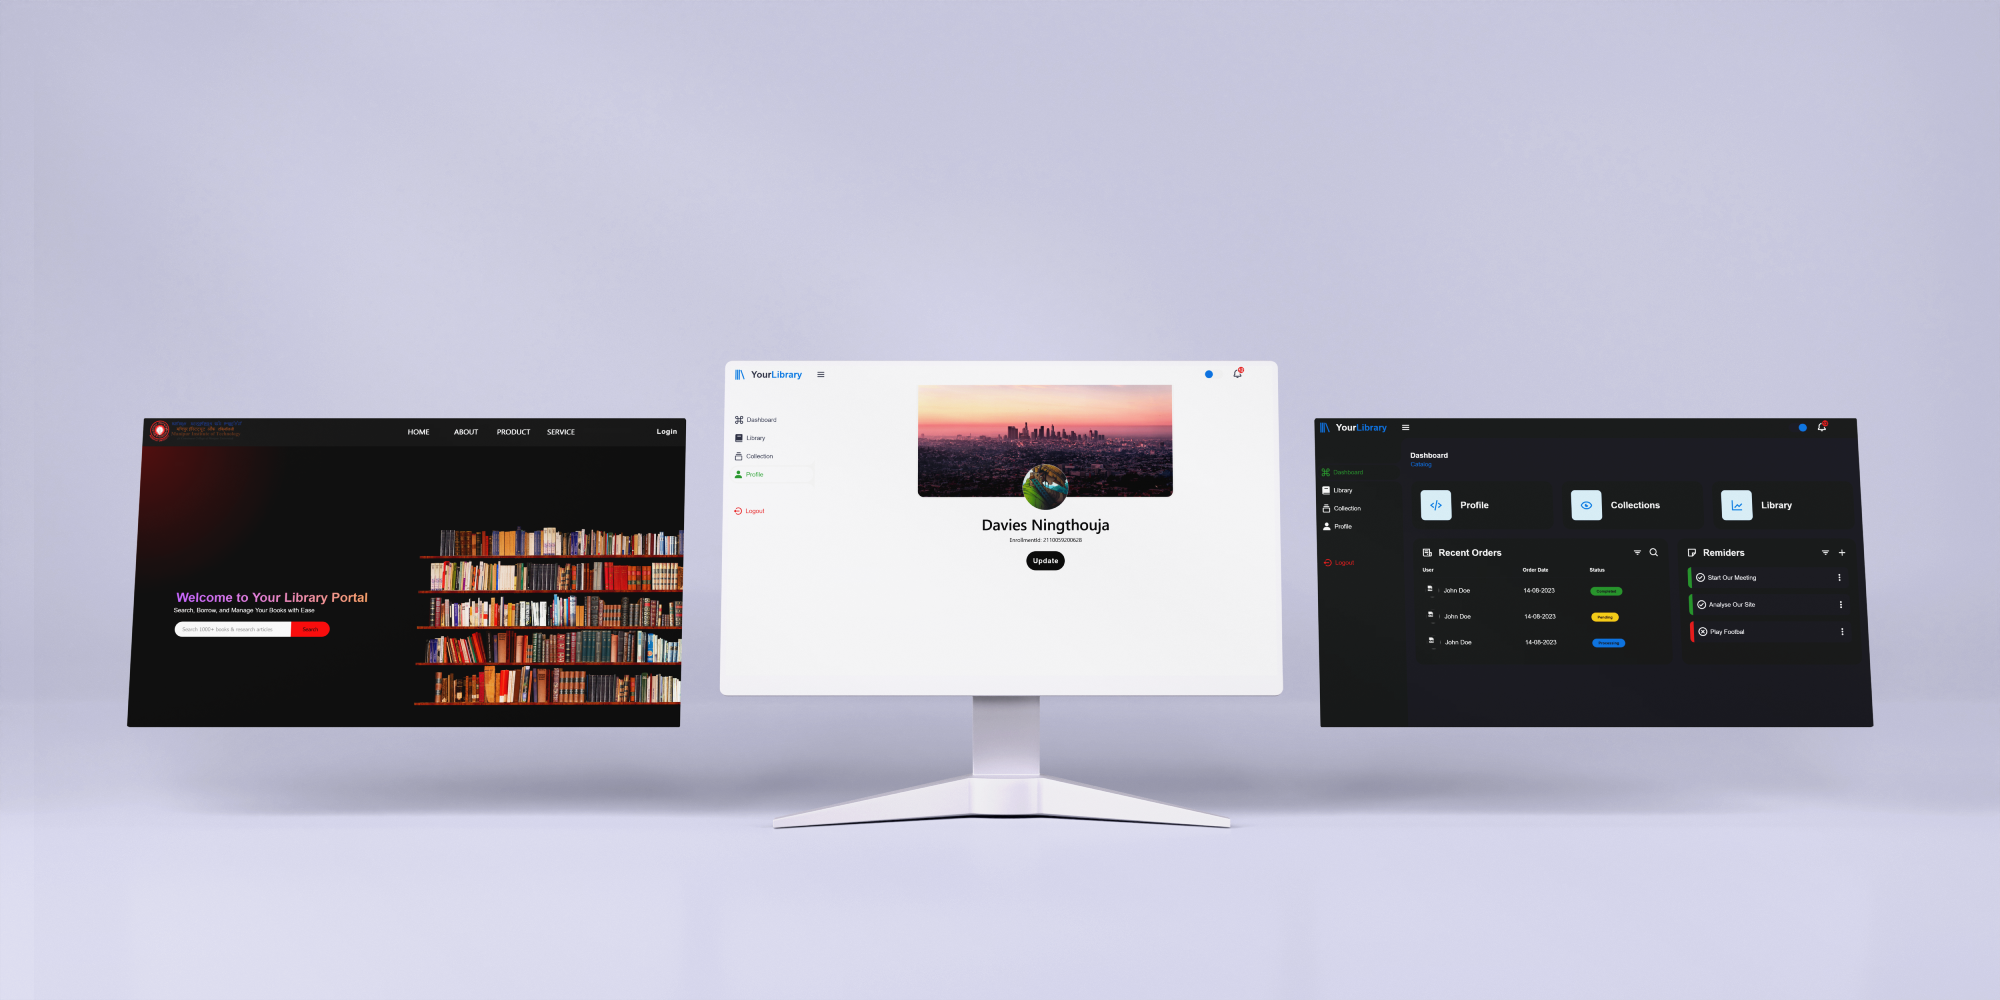 HOME ABOUT PRODUCT SERVICE Login
Welcome to Your Library Portal
Search, Borrow, and Manage Your Books with Ease
Search 1000+ books & research articles Search
YourLibrary
Dashboard
Library
Collection
Profile
Logout
Davies Ningthouja
EnrollmentId: 2110059200628
Update
YourLibrary
Dashboard
Library
Collection
Profile
Logout
Dashboard
Catalog
Profile
Collections
Library
Recent Orders
User Order Date Status
John Doe 14-08-2023 Completed
John Doe 14-08-2023 Pending
John Doe 14-08-2023 Processing
Remiders
Start Our Meeting
Analyse Our Site
Play Footbal